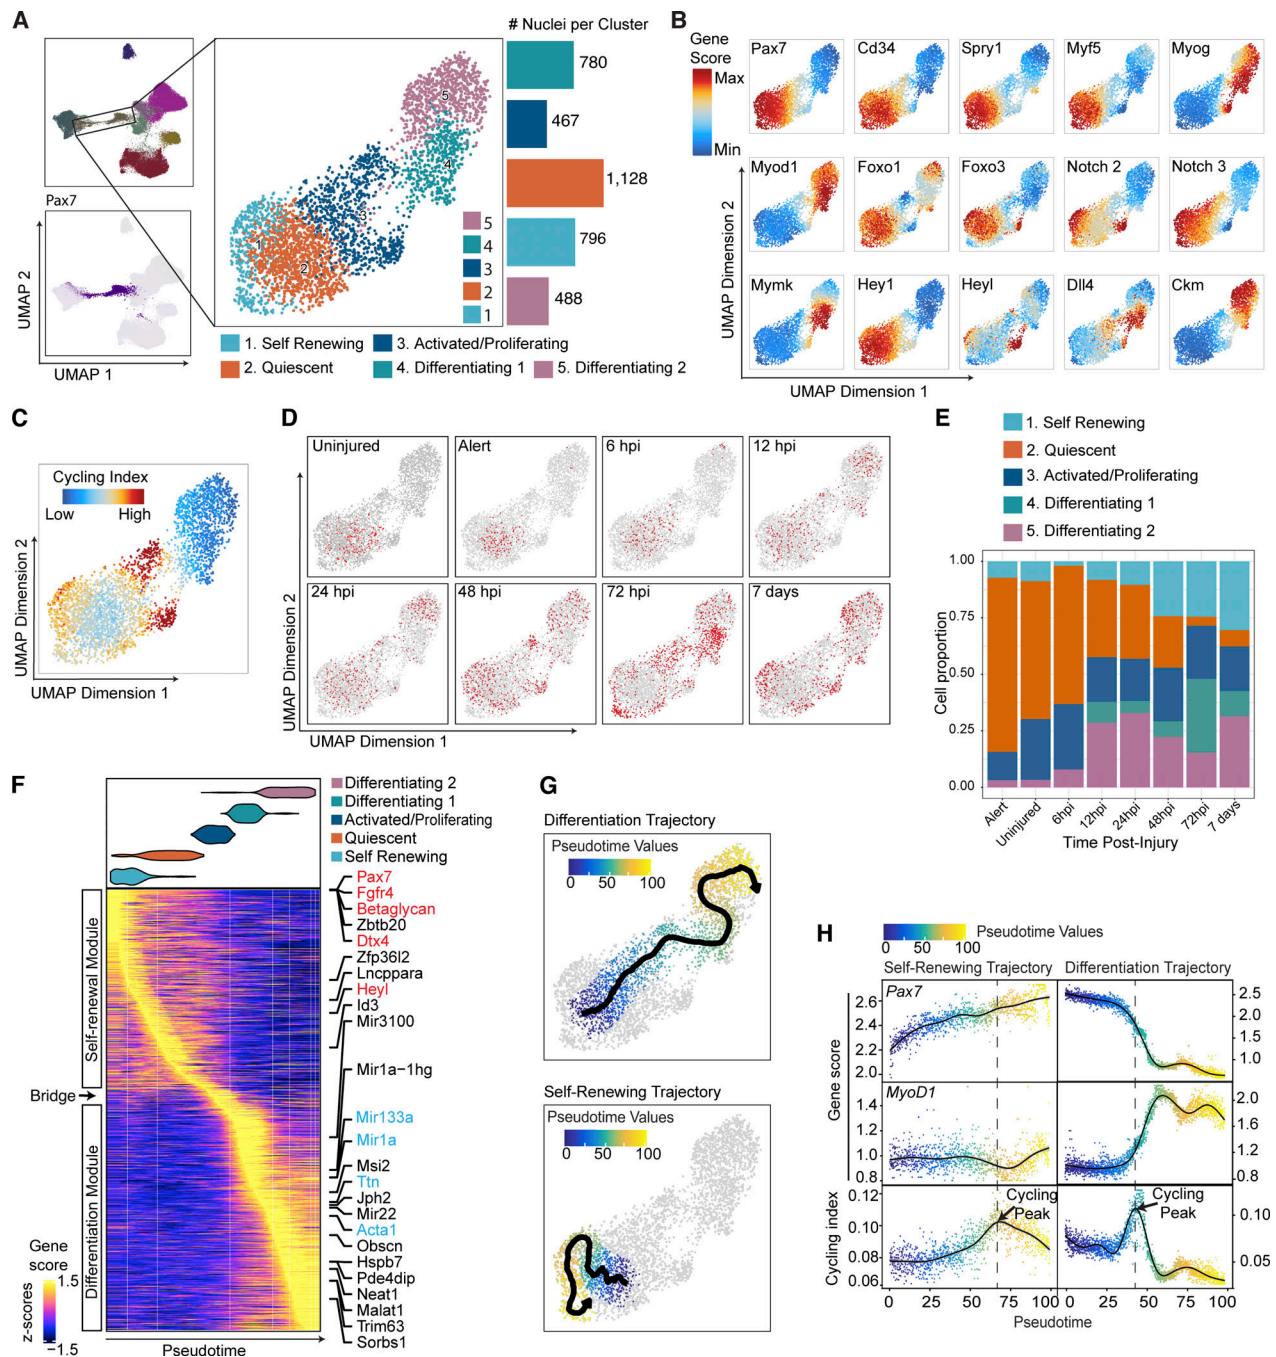 A
# Nuclei per Cluster
780
467
1,128
796
488
Pax7
1
2
3
4
5
5
4
3
2
1
UMAP 2
UMAP 1
1. Self Renewing
3. Activated/Proliferating
2. Quiescent
4. Differentiating 1
5. Differentiating 2
B
Gene Score
Max
Min
Pax7
Cd34
Spry1
Myf5
Myog
Myod1
Foxo1
Foxo3
Notch 2
Notch 3
Mymk
Hey1
Heyl
Dll4
Ckm
UMAP Dimension 2
UMAP Dimension 1
C
Cycling Index
Low
High
UMAP Dimension 2
UMAP Dimension 1
D
Uninjured
Alert
6 hpi
12 hpi
24 hpi
48 hpi
72 hpi
7 days
UMAP Dimension 2
UMAP Dimension 1
E
1. Self Renewing
2. Quiescent
3. Activated/Proliferating
4. Differentiating 1
5. Differentiating 2
1.00
0.75
0.50
0.25
0.00
Cell proportion
Alert
Uninjured
6hpi
12hpi
24hpi
48hpi
72hpi
7 days
Time Post-Injury
F
Differentiating 2
Differentiating 1
Activated/Proliferating
Quiescent
Self Renewing
Self-renewal Module
Bridge
Differentiation Module
Pax7
Fgfr4
Betaglycan
Zbtb20
Dtx4
Zfp36l2
Lncppara
Heyl
Id3
Mir3100
Mir1a-1hg
Mir133a
Mir1a
Msi2
Ttn
Jph2
Mir22
Acta1
Obscn
Hspb7
Pde4dip
Neat1
Malat1
Trim63
Sorbs1
Gene score
z-scores
1.5
−1.5
Pseudotime
G
Differentiation Trajectory
Pseudotime Values
0 50 100
Self-Renewing Trajectory
Pseudotime Values
0 50 100
H
0 50 100
Pseudotime Values
Self-Renewing Trajectory
Differentiation Trajectory
Pax7
2.6
2.4
2.2
2.0
2.5
2.0
1.5
1.0
Gene score
MyoD1
1.4
1.2
1.0
0.8
2.0
1.6
1.2
0.8
Cycling index
0.12
0.10
0.08
0.06
Cycling Peak
Cycling Peak
0.10
0.05
0 25 50 75 100
0 25 50 75 100
Pseudotime